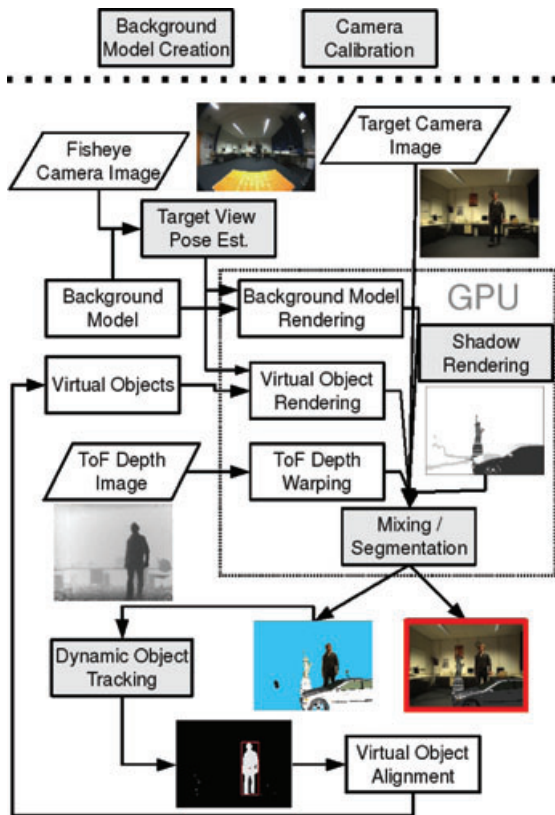 Background
Model Creation
Camera
Calibration
Fisheye
Camera Image
Target Camera
Image
Target View
Pose Est.
Background
Model
Background Model
Rendering
GPU
Shadow
Rendering
Virtual Objects
Virtual Object
Rendering
ToF Depth
Image
ToF Depth
Warping
Mixing /
Segmentation
Dynamic Object
Tracking
Virtual Object
Alignment